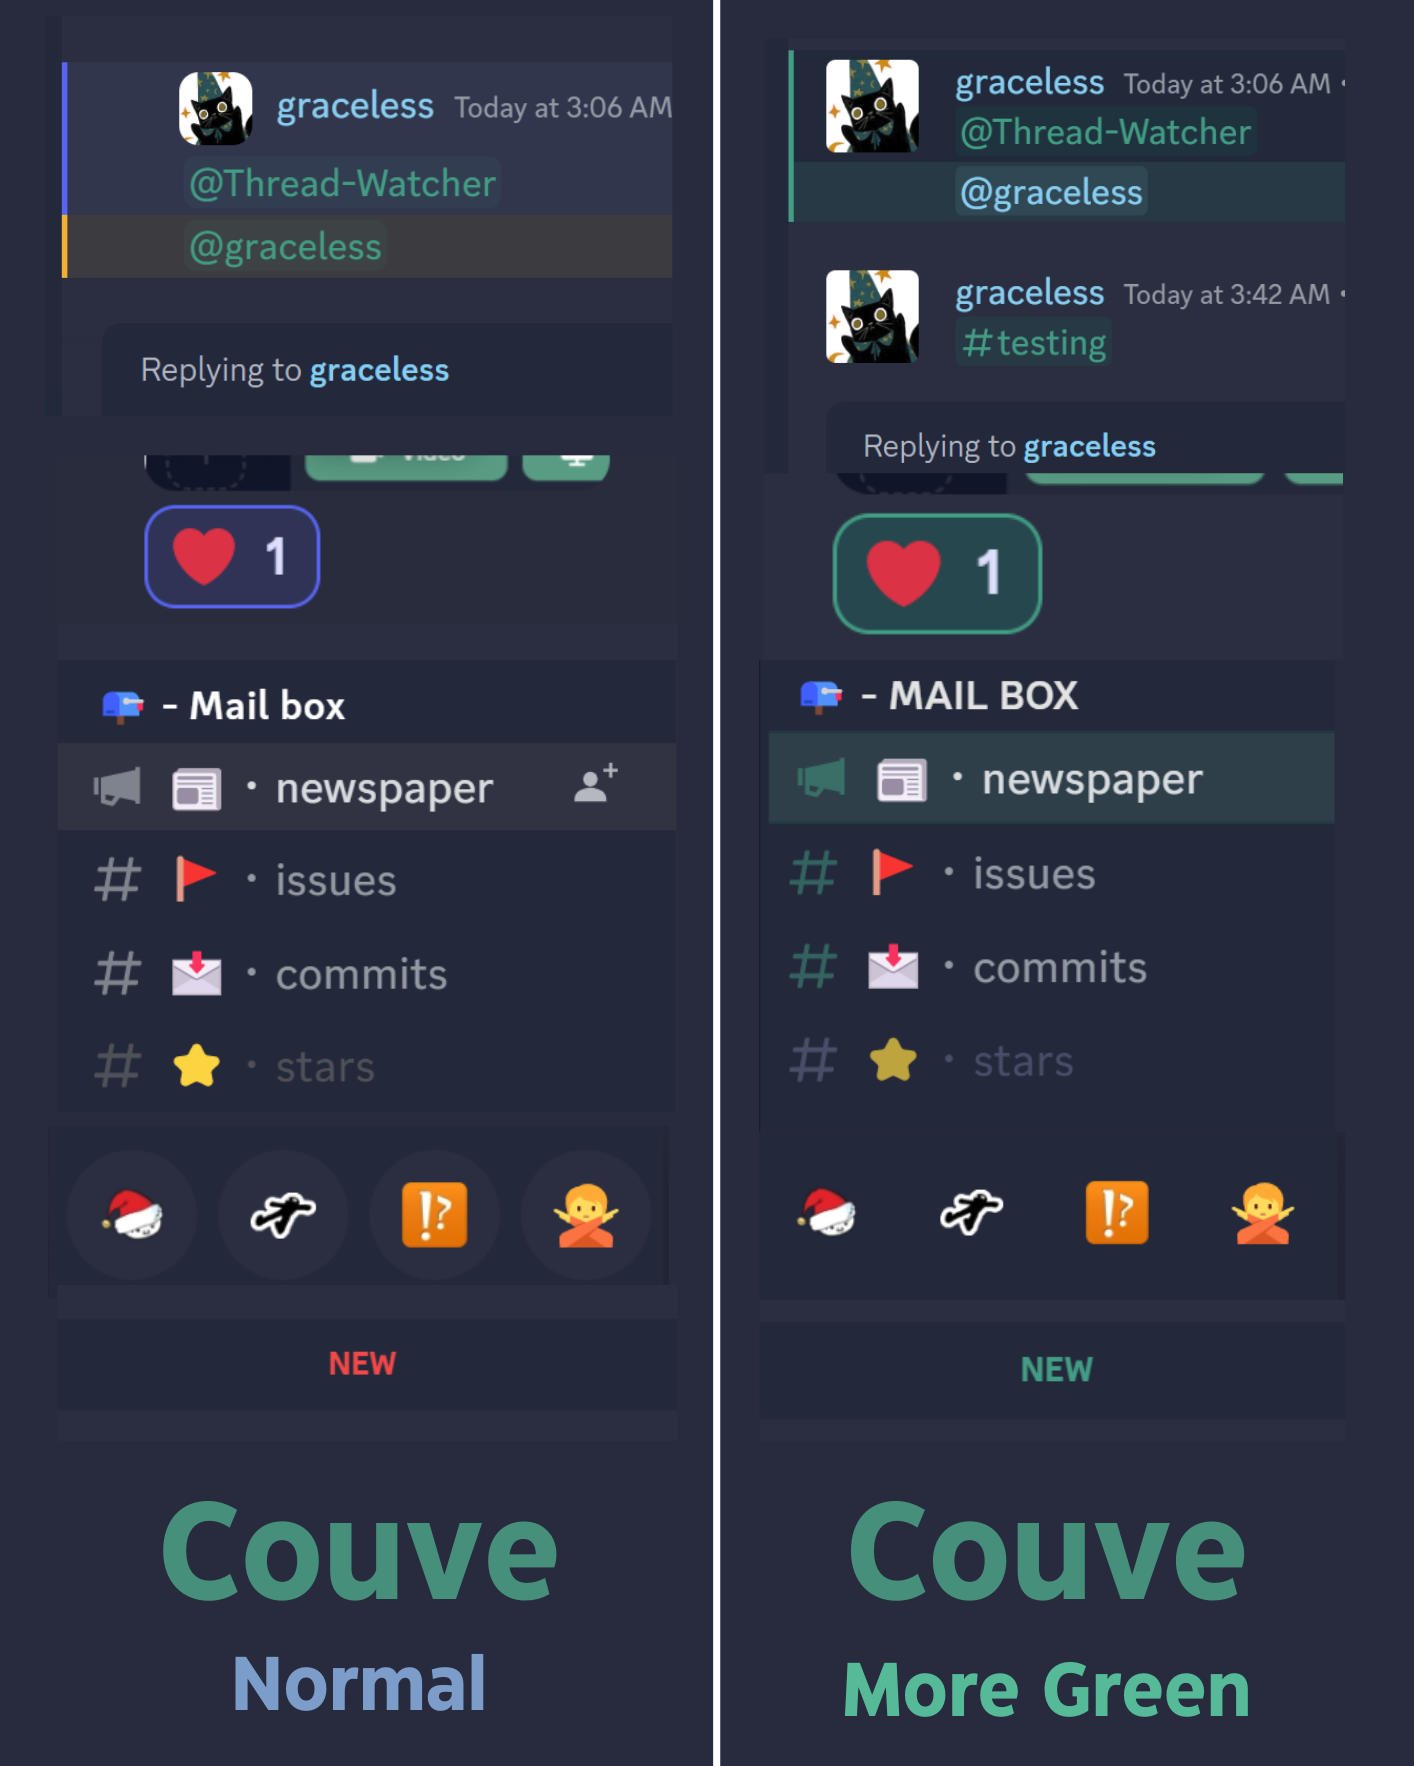 graceless Today at 3:06 AM
@Thread-Watcher
@graceless
Replying to graceless
Video
1
- Mail box
• newspaper
# • issues
# • commits
# • stars
NEW
Couve
Normal
graceless Today at 3:06 AM •
@Thread-Watcher
@graceless
graceless Today at 3:42 AM •
#testing
Replying to graceless
1
- MAIL BOX
• newspaper
# • issues
# • commits
# • stars
NEW
Couve
More Green